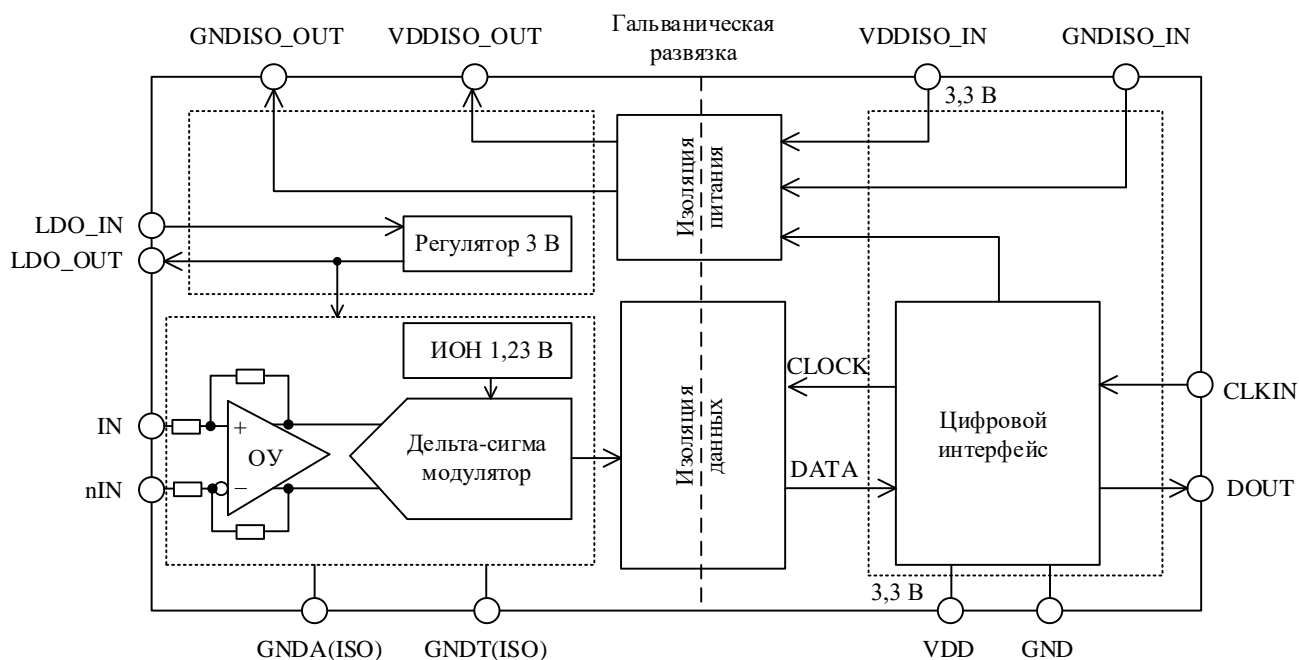 Гальваническая
развязка
GNDISO_OUT
VDDISO_OUT
VDDISO_IN
GNDISO_IN
3,3 В
Изоляция
питания
LDO_IN
LDO_OUT
Регулятор 3 В
ИОН 1,23 В
IN
nIN
+
ОУ
−
Дельта-сигма
модулятор
Изоляция
данных
CLOCK
DATA
Цифровой
интерфейс
CLKIN
DOUT
3,3 В
GNDA(ISO)
GNDT(ISO)
VDD
GND